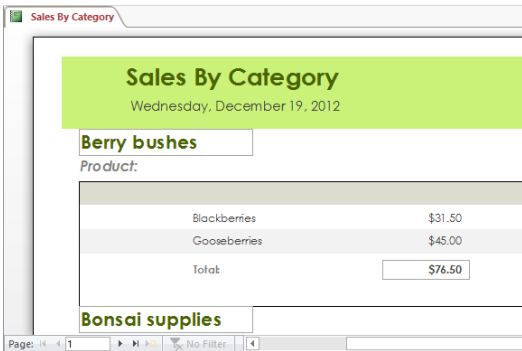 Sales By Category
Sales By Category
Wednesday, December 19, 2012
Berry bushes
Product:
Blackberries $31.50
Gooseberries $45.00
Total: $76.50
Bonsai supplies
Page: 1 No Filter